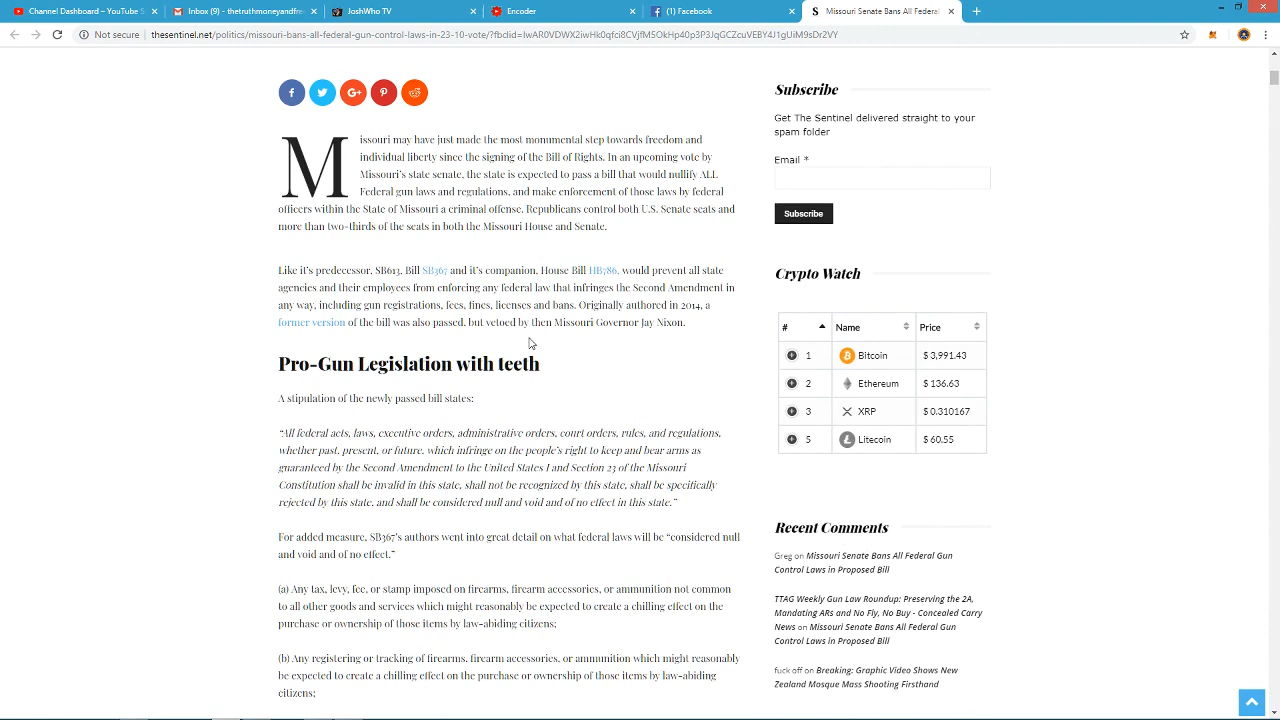 Channel Dashboard - YouTube S
Inbox (9) - thetruthmoneyandfre
JoshWho TV
Encoder
(1) Facebook
Missouri Senate Bans All Federal
Not secure
thesentinel.net/politics/missouri-bans-all-federal-gun-control-laws-in-23-10-vote/?fbclid=
Missouri may have just made the most monumental step towards freedom and
individual liberty since the signing of the Bill of Rights. In an upcoming vote by
Missouri's state senate, the state is expected to pass a bill that would nullify ALL
Federal gun laws and regulations, and make enforcement of those laws by federal
officers within the State of Missouri a criminal offense. Republicans control both U.S. Senate seats and
more than two-thirds of the seats in both the Missouri House and Senate.
Like it's predecessor, SB613, Bill SB367 and it's companion, House Bill HB786, would prevent all state
agencies and their employees from enforcing any federal law that infringes the Second Amendment in
any way, including gun registrations, fees, fines, licenses and bans. Originally authored in 2014, a
former version of the bill was also passed, but vetoed by then Missouri Governor Jay Nixon.
Pro-Gun Legislation with teeth
A stipulation of the newly passed bill states:
“All federal acts, laws, executive orders, administrative orders, court orders, rules, and regulations,
whether past, present, or future, which infringe on the people's right to keep and bear arms as
guaranteed by the Second Amendment to the United States I and Section 23 of the Missouri
Constitution shall be invalid in this state, shall not be recognized by this state, shall be specifically
rejected by this state, and shall be considered null and void and of no effect in this state.”
For added measure, SB367's authors went into great detail on what federal laws will be “considered null
and void and of no effect.”
(a) Any tax, levy, fee, or stamp imposed on firearms, firearm accessories, or ammunition not common
to all other goods and services which might reasonably be expected to create a chilling effect on the
purchase or ownership of those items by law-abiding citizens;
(b) Any registering or tracking of firearms, firearm accessories, or ammunition which might reasonably
be expected to create a chilling effect on the purchase or ownership of those items by law-abiding
citizens;
Subscribe
Get The Sentinel delivered straight to your
spam folder
Email *
Subscribe
Crypto Watch
# Name Price
1 Bitcoin $ 3,991.43
2 Ethereum $ 136.63
3 XRP $ 0.310167
5 Litecoin $ 60.55
Recent Comments
Greg on Missouri Senate Bans All Federal Gun
Control Laws in Proposed Bill
TTAG Weekly Gun Law Roundup: Preserving the 2A,
Mandating ARs and No Fly, No Buy - Concealed Carry
News on Missouri Senate Bans All Federal Gun
Control Laws in Proposed Bill
fuck off on Breaking: Graphic Video Shows New
Zealand Mosque Mass Shooting Firsthand